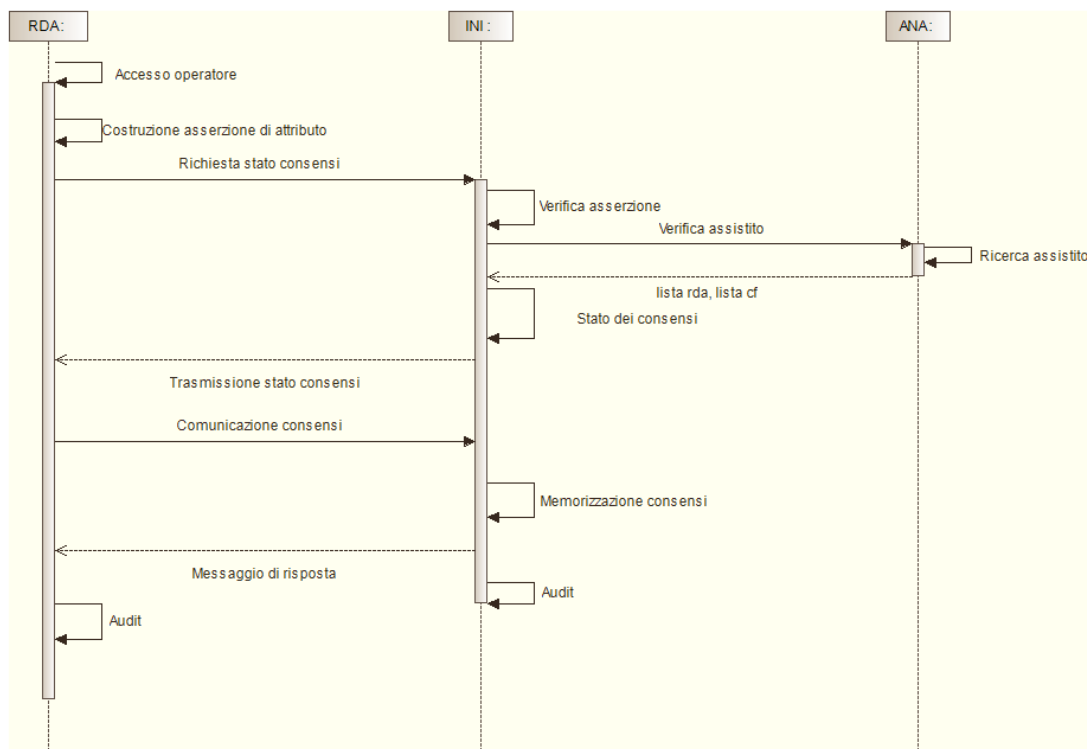 RDA:
INI :
ANA:
Accesso operatore
Costruzione asserzione di attributo
Richiesta stato consensi
Verifica asserzione
Verifica assistito
Ricerca assistito
lista rda, lista cf
Stato dei consensi
Trasmissione stato consensi
Comunicazione consensi
Memorizzazione consensi
Messaggio di risposta
Audit
Audit